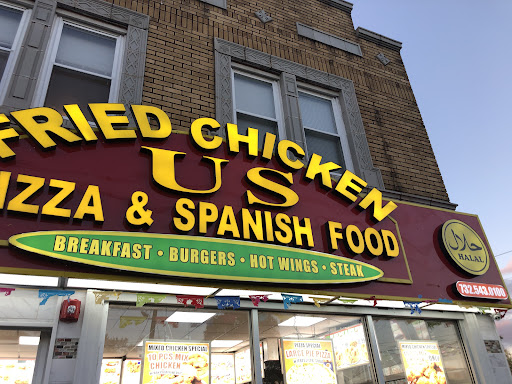 FRIED CHICKEN
US
PIZZA & SPANISH FOOD
BREAKFAST • BURGERS • HOT WINGS • STEAK
حلال
HALAL
732.543.0100
MIXED CHICKEN SPECIAL
10 PCS MIX
CHICKEN
PIZZA SPECIAL
LARGE PIE PIZZA